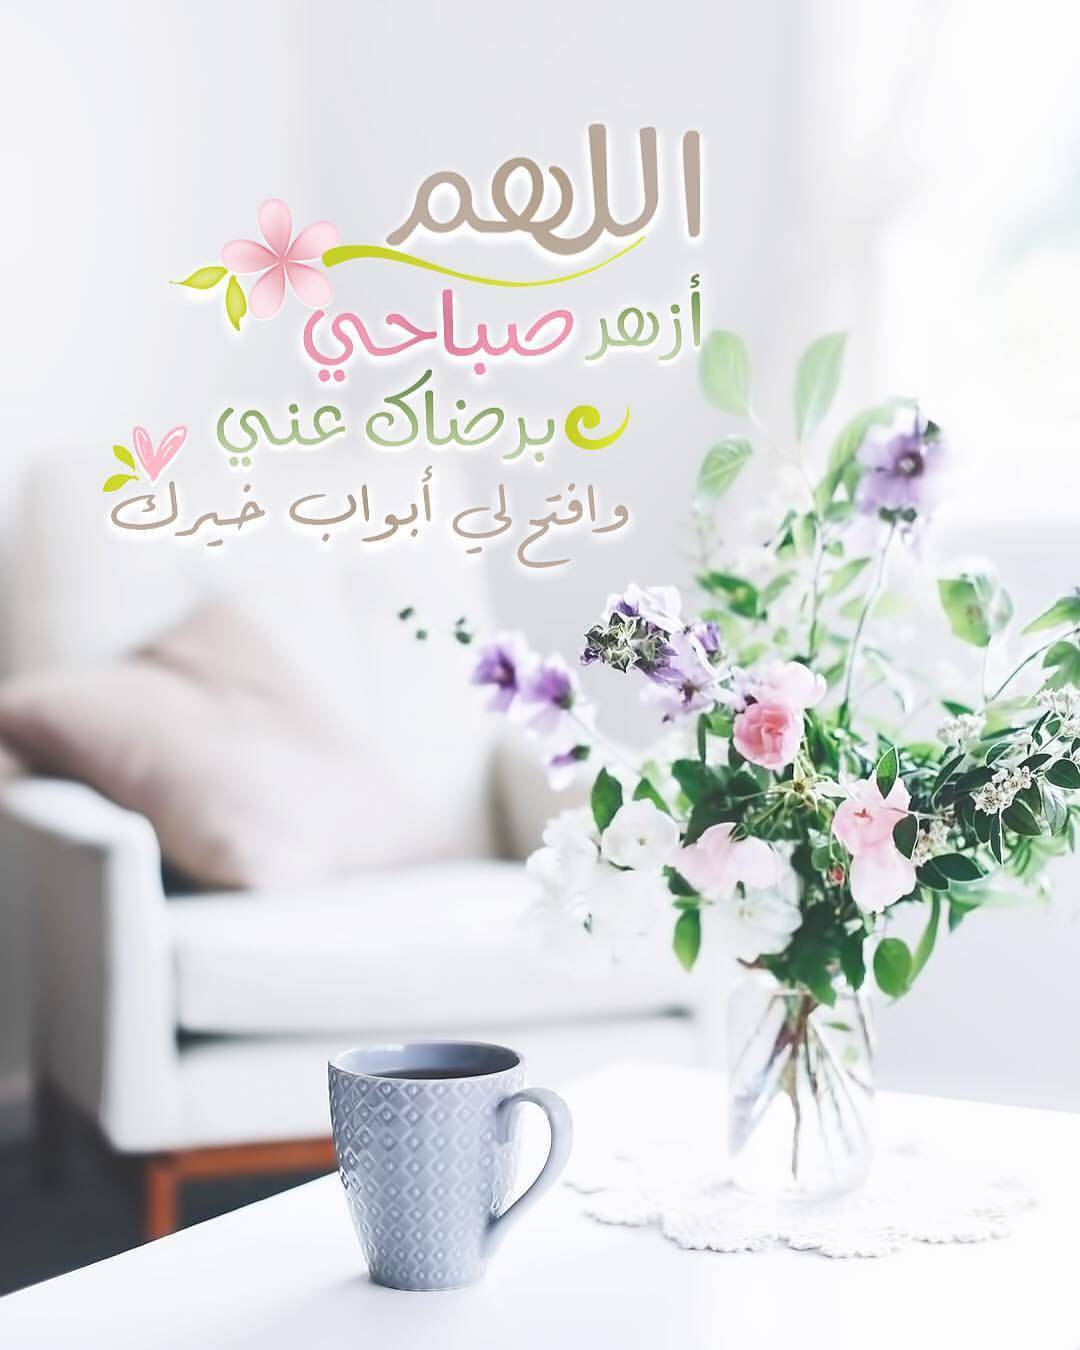 اللهم
أزهر صباحي
برضاك عني
وافتح لي أبواب خيرك